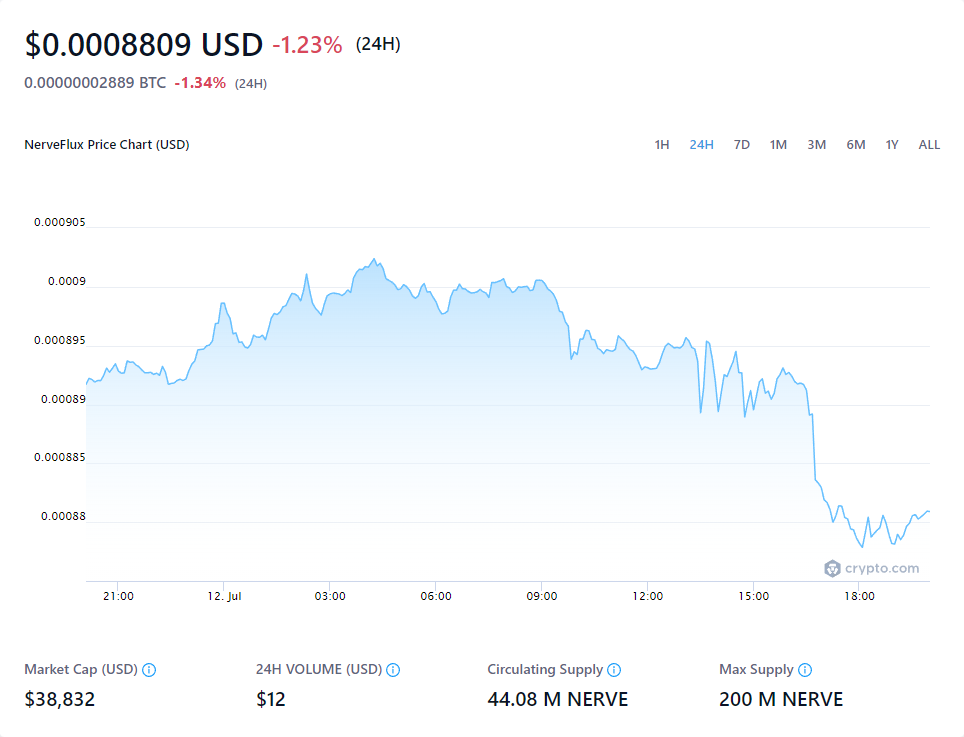 $0.0008809 USD -1.23% (24H)
0.00000002889 BTC -1.34% (24H)
NerveFlux Price Chart (USD) 1H 24H 7D 1M 3M 6M 1Y ALL
0.000905
0.0009
0.000895
0.00089
0.000885
0.00088
crypto.com
21:00 12. Jul 03:00 06:00 09:00 12:00 15:00 18:00
Market Cap (USD) 24H VOLUME (USD) Circulating Supply Max Supply
$38,832 $12 44.08 M NERVE 200 M NERVE